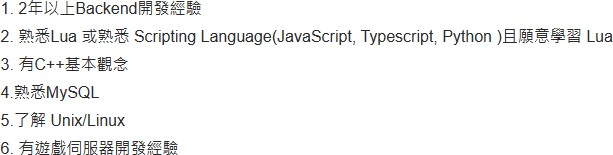 1. 2年以上Backend開發經驗
2. 熟悉Lua 或熟悉 Scripting Language(JavaScript, Typescript, Python )且願意學習 Lua
3. 有C++基本觀念
4.熟悉MySQL
5.了解 Unix/Linux
6. 有遊戲伺服器開發經驗